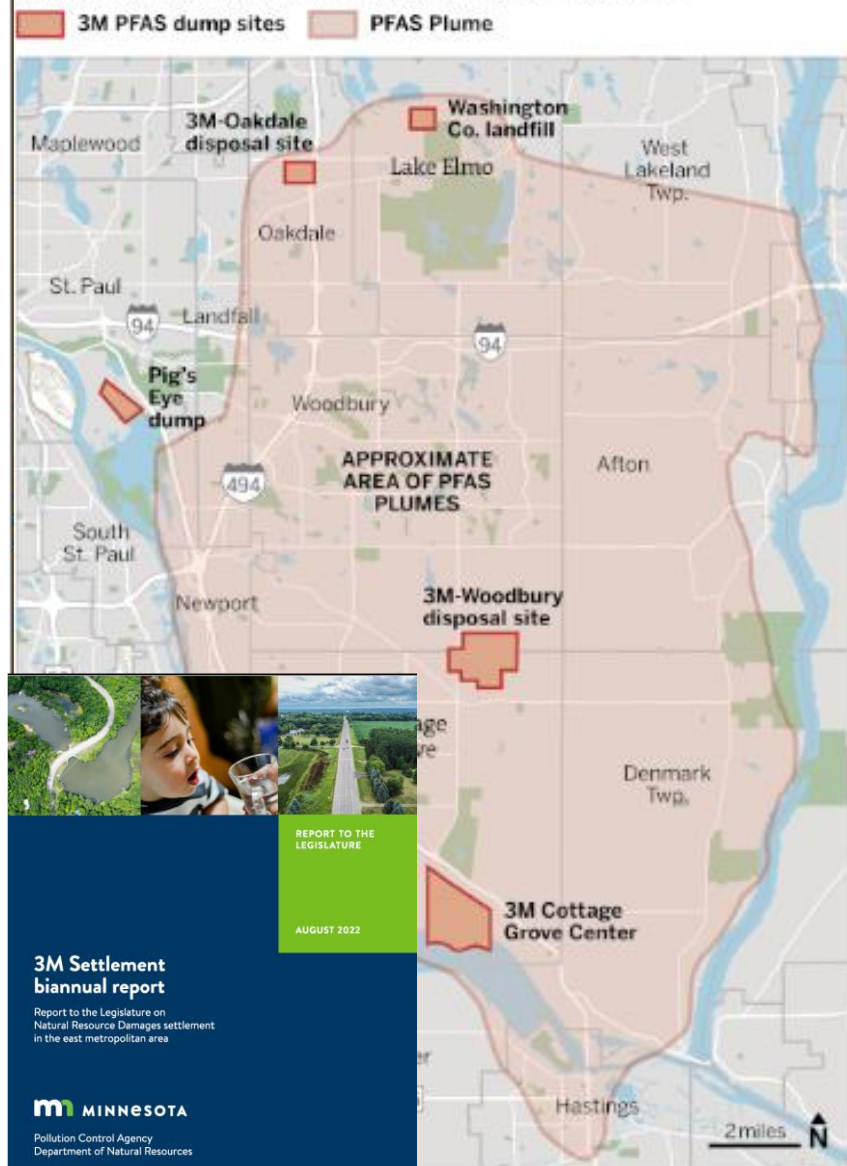 3M PFAS dump sites
PFAS Plume
Maplewood
3M-Oakdale
disposal site
Washington
Co. landfill
Lake Elmo
West
Lakeland
Twp.
Oakdale
St. Paul
94
Landfall
94
Pig's
Eye
dump
Woodbury
APPROXIMATE
AREA OF PFAS
PLUMES
Afton
494
South
St. Paul
Newport
3M-Woodbury
disposal site
Denmark
Twp.
3M Cottage
Grove Center
Hastings
2 miles
N
REPORT TO THE
LEGISLATURE
AUGUST 2022
3M Settlement
biannual report
Report to the Legislature on
Natural Resource Damages settlement
in the east metropolitan area
mn MINNESOTA
Pollution Control Agency
Department of Natural Resources